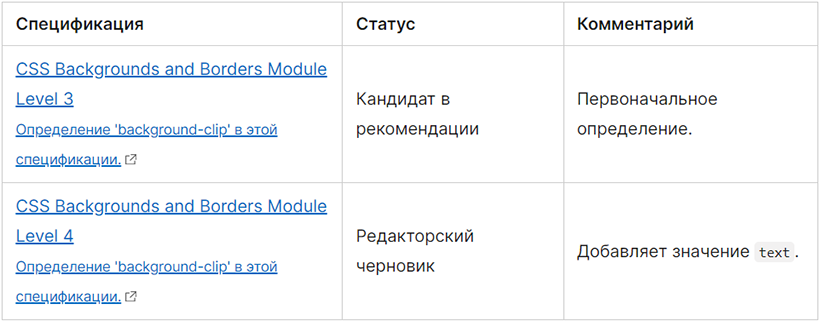 Спецификация Статус Комментарий
CSS Backgrounds and Borders Module
Level 3
Определение 'background-clip' в этой
спецификации.
Кандидат в
рекомендации
Первоначальное
определение.
CSS Backgrounds and Borders Module
Level 4
Определение 'background-clip' в этой
спецификации.
Редакторский
черновик
Добавляет значение text.